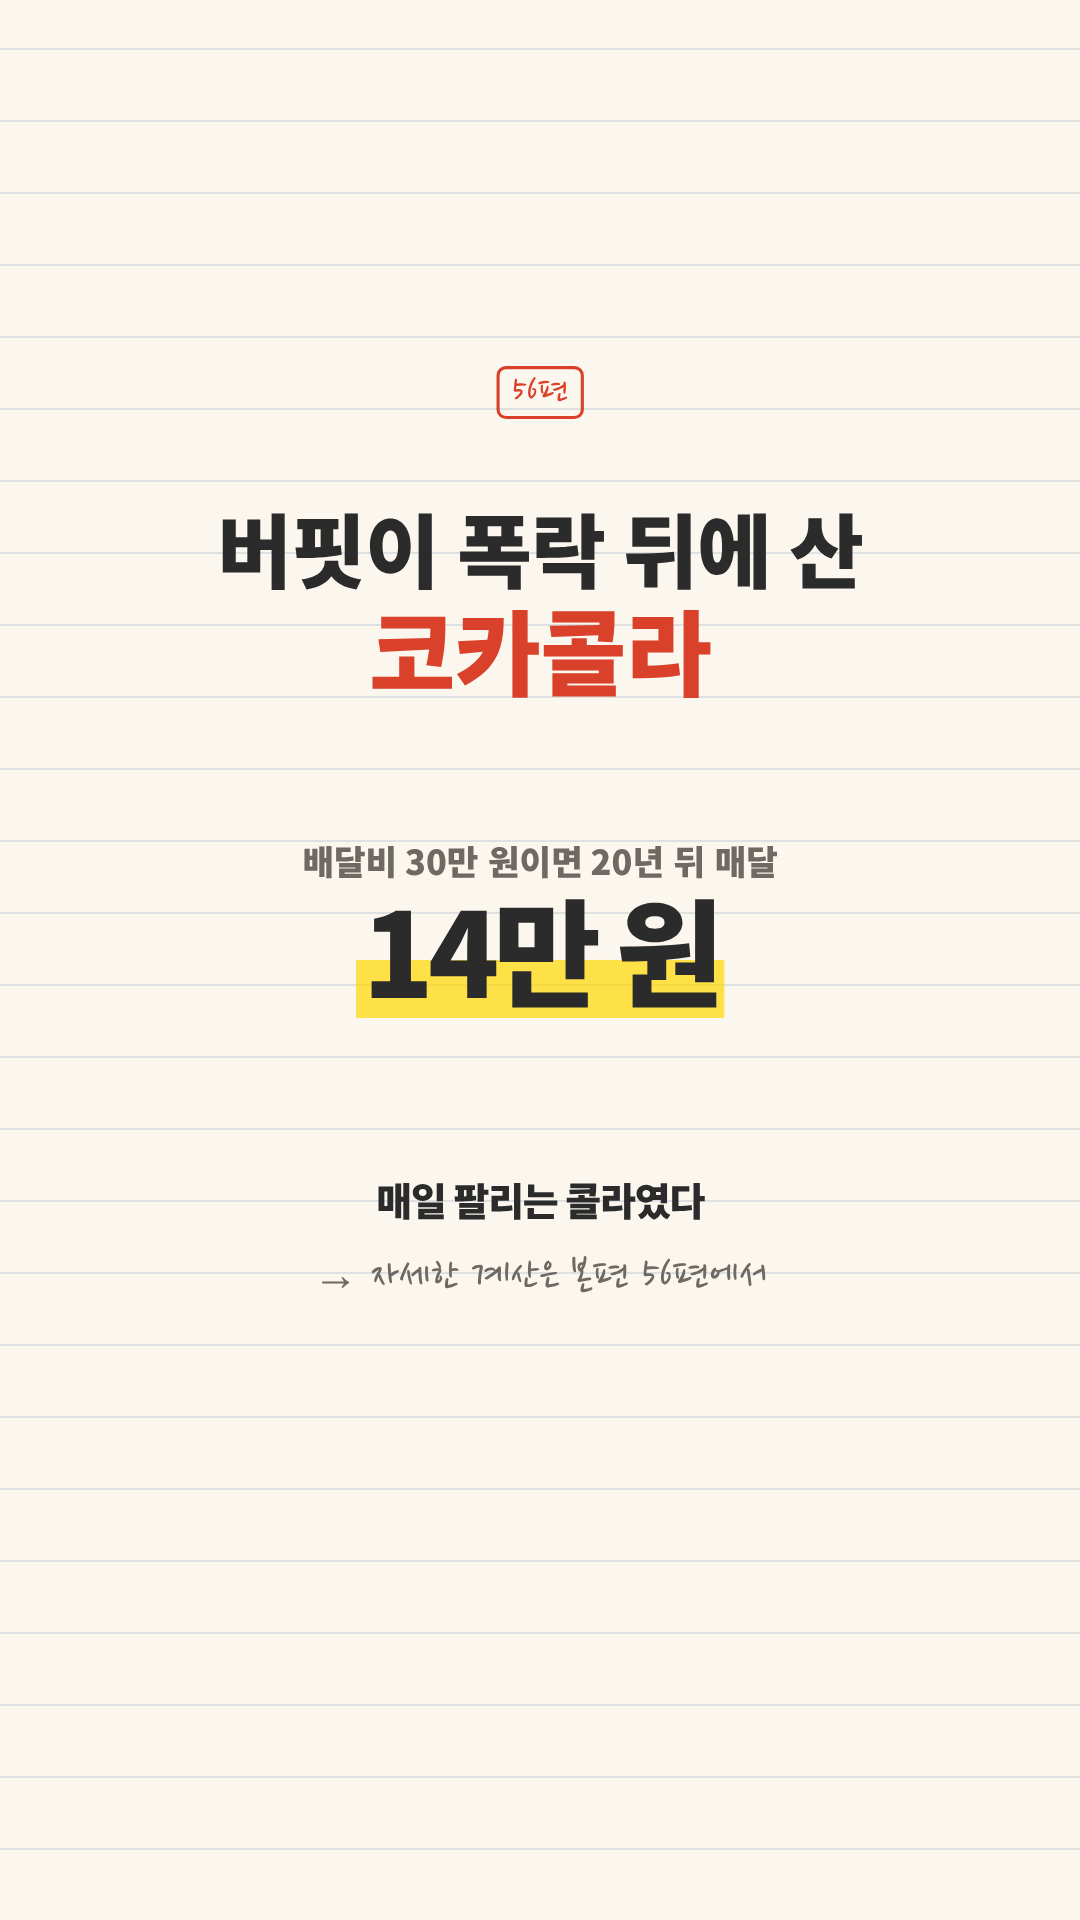 56편
버핏이 폭락 뒤에 산
코카콜라
배달비 30만 원이면 20년 뒤 매달
14만 원
매일 팔리는 콜라였다
→ 자세한 계산은 본편 56편에서